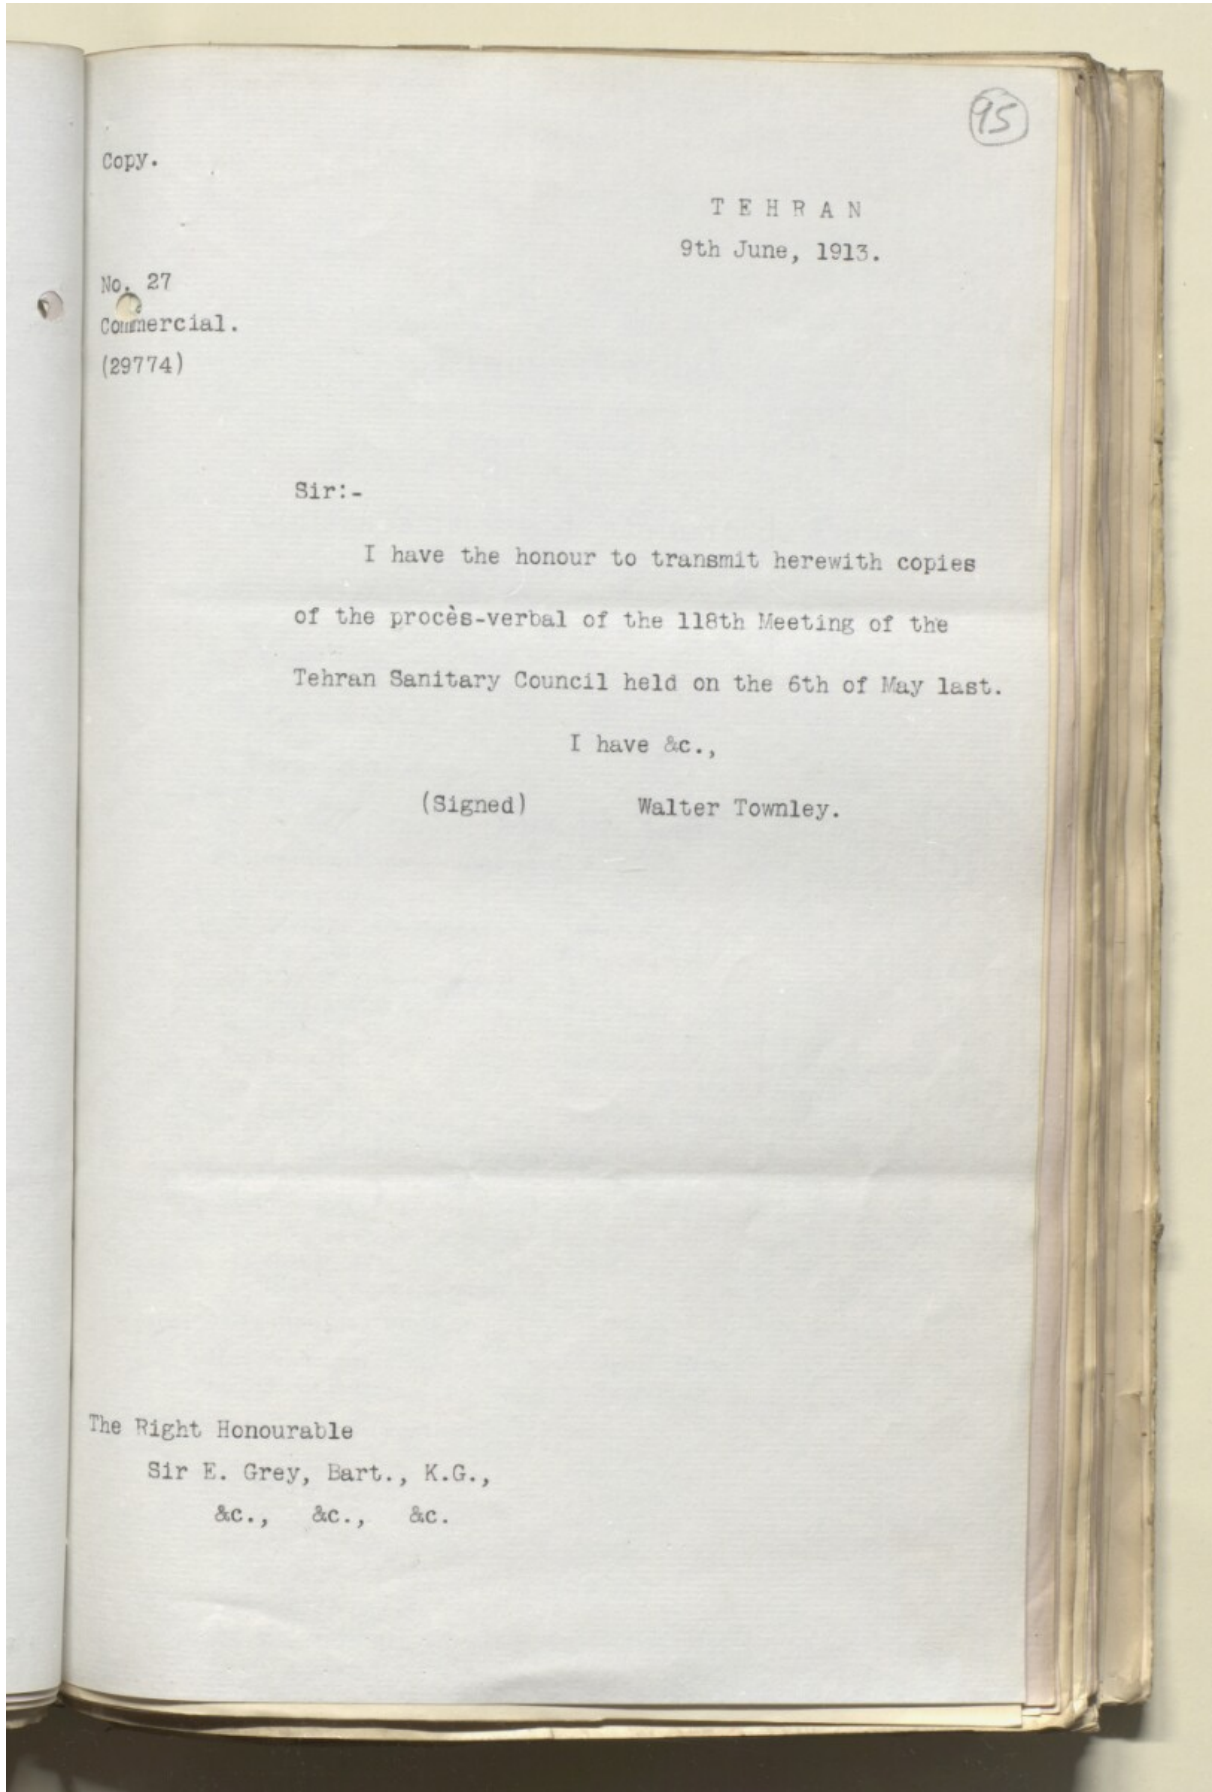 95
Copy.
TEHRAN
9th June, 1913.
No. 27
Commercial.
(29774)
Sir:-
I have the honour to transmit herewith copies
of the procès-verbal of the 118th Meeting of the
Tehran Sanitary Council held on the 6th of May last.
I have &c.,
(Signed) Walter Townley.
The Right Honourable
Sir E. Grey, Bart., K.G.,
&c., &c., &c.